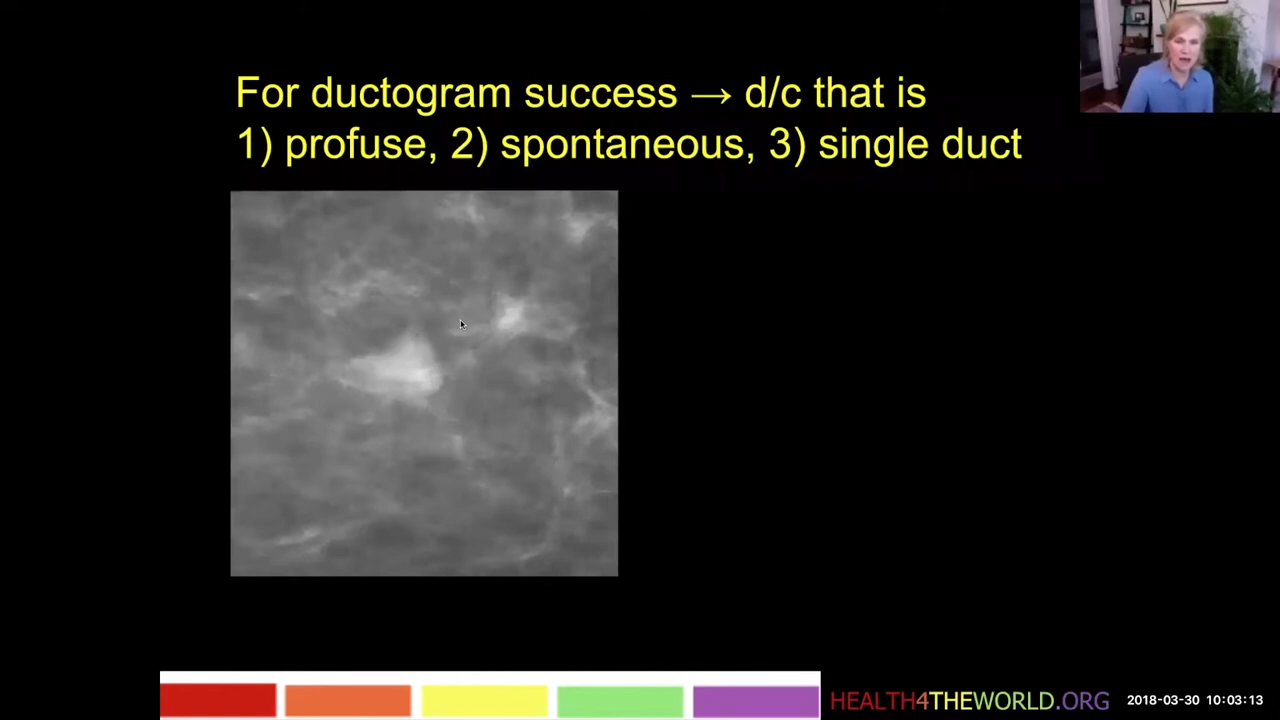 For ductogram success → d/c that is
1) profuse, 2) spontaneous, 3) single duct
HEALTH4THEWORLD.ORG
2018-03-30 10:03:13